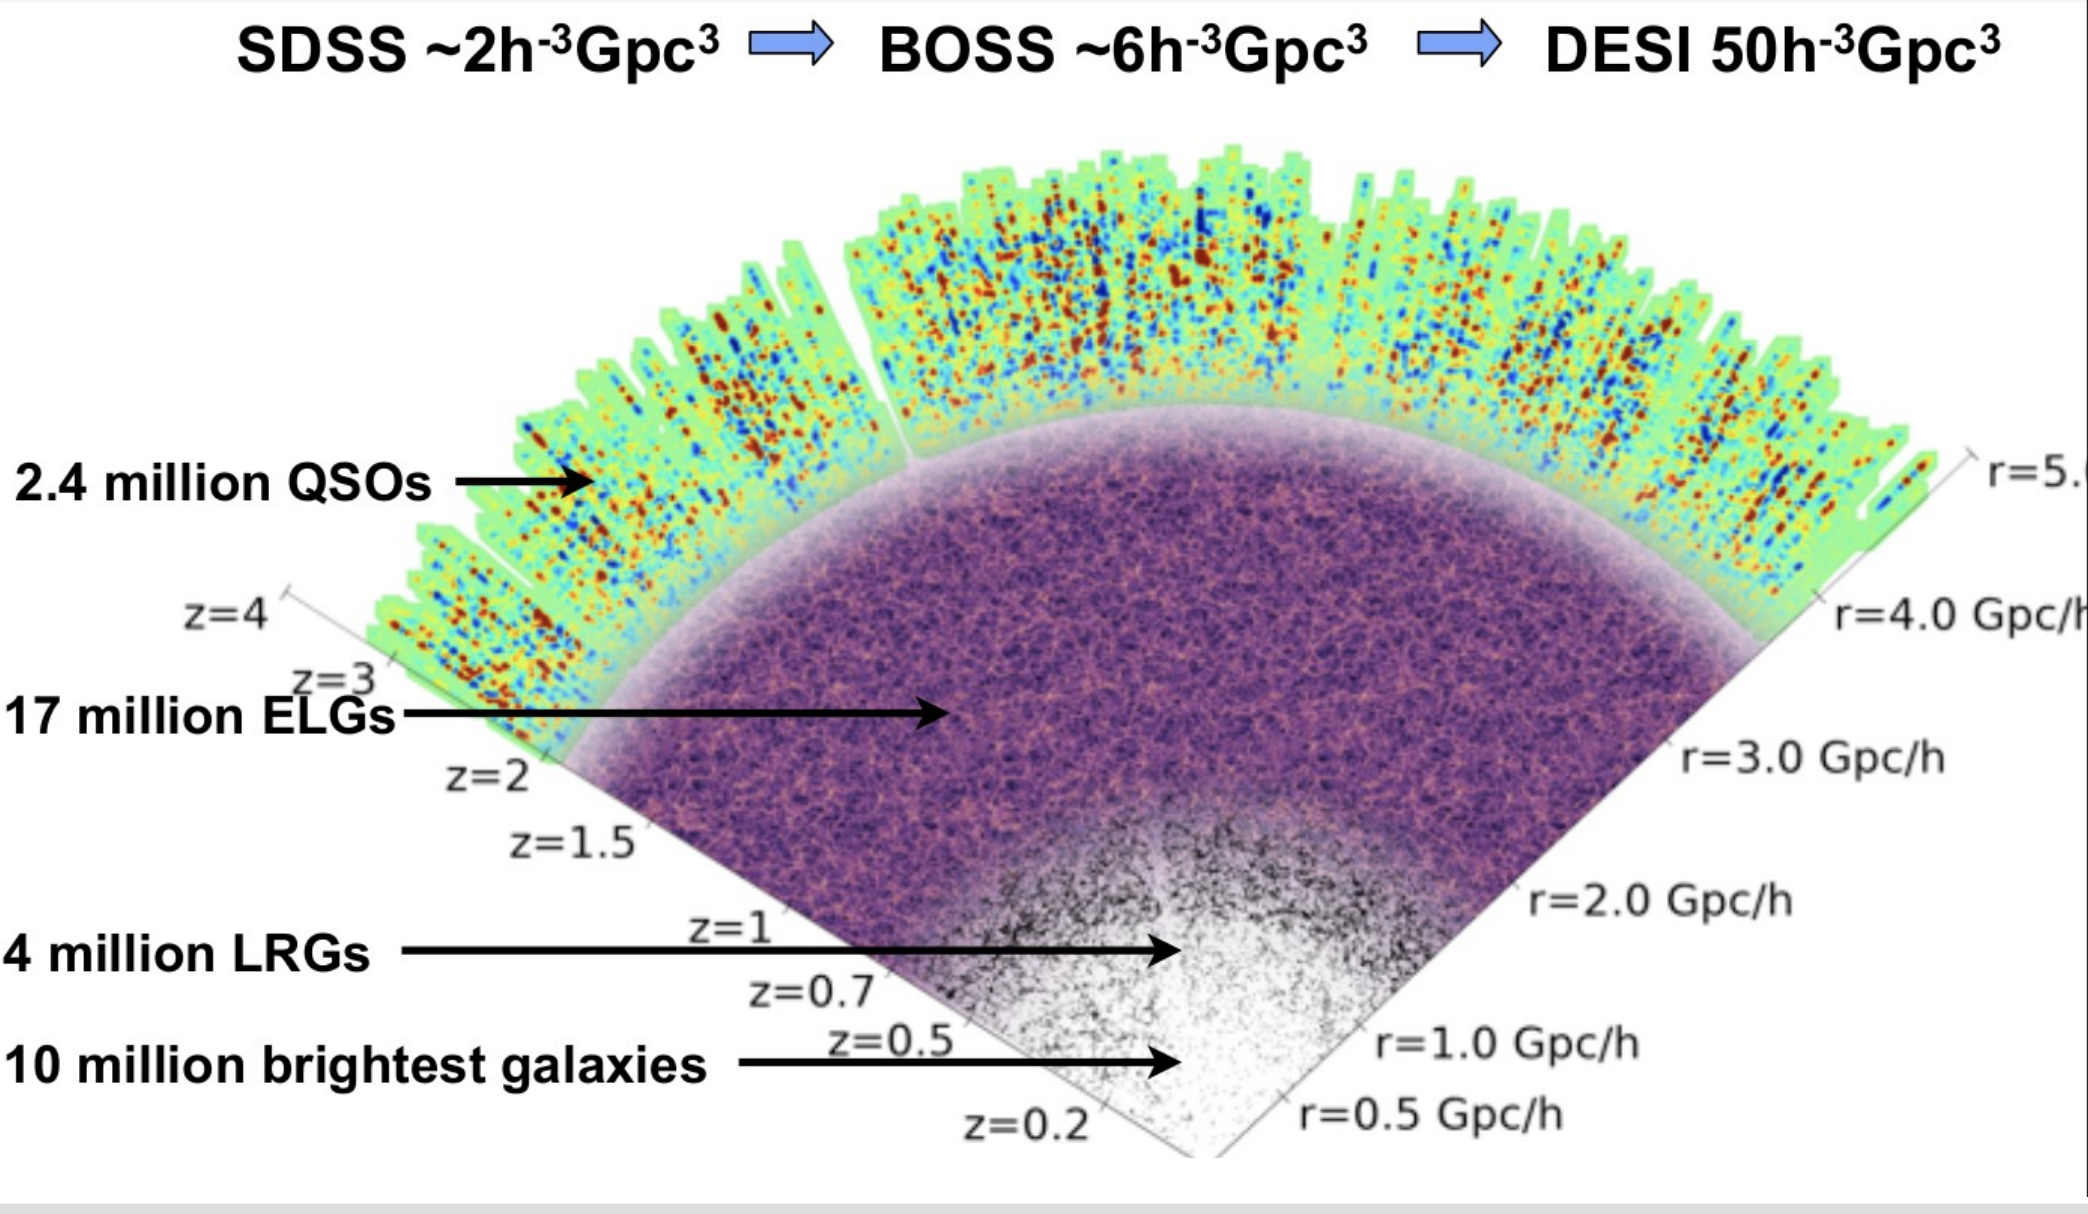 SDSS ~2h⁻³Gpc³ BOSS ~6h⁻³Gpc³ DESI 50h⁻³Gpc³
2.4 million QSOs
r=5.
z=4
r=4.0 Gpc/h
z=3
17 million ELGs
z=2
r=3.0 Gpc/h
z=1.5
r=2.0 Gpc/h
z=1
4 million LRGs
z=0.7
z=0.5
r=1.0 Gpc/h
10 million brightest galaxies
z=0.2
r=0.5 Gpc/h